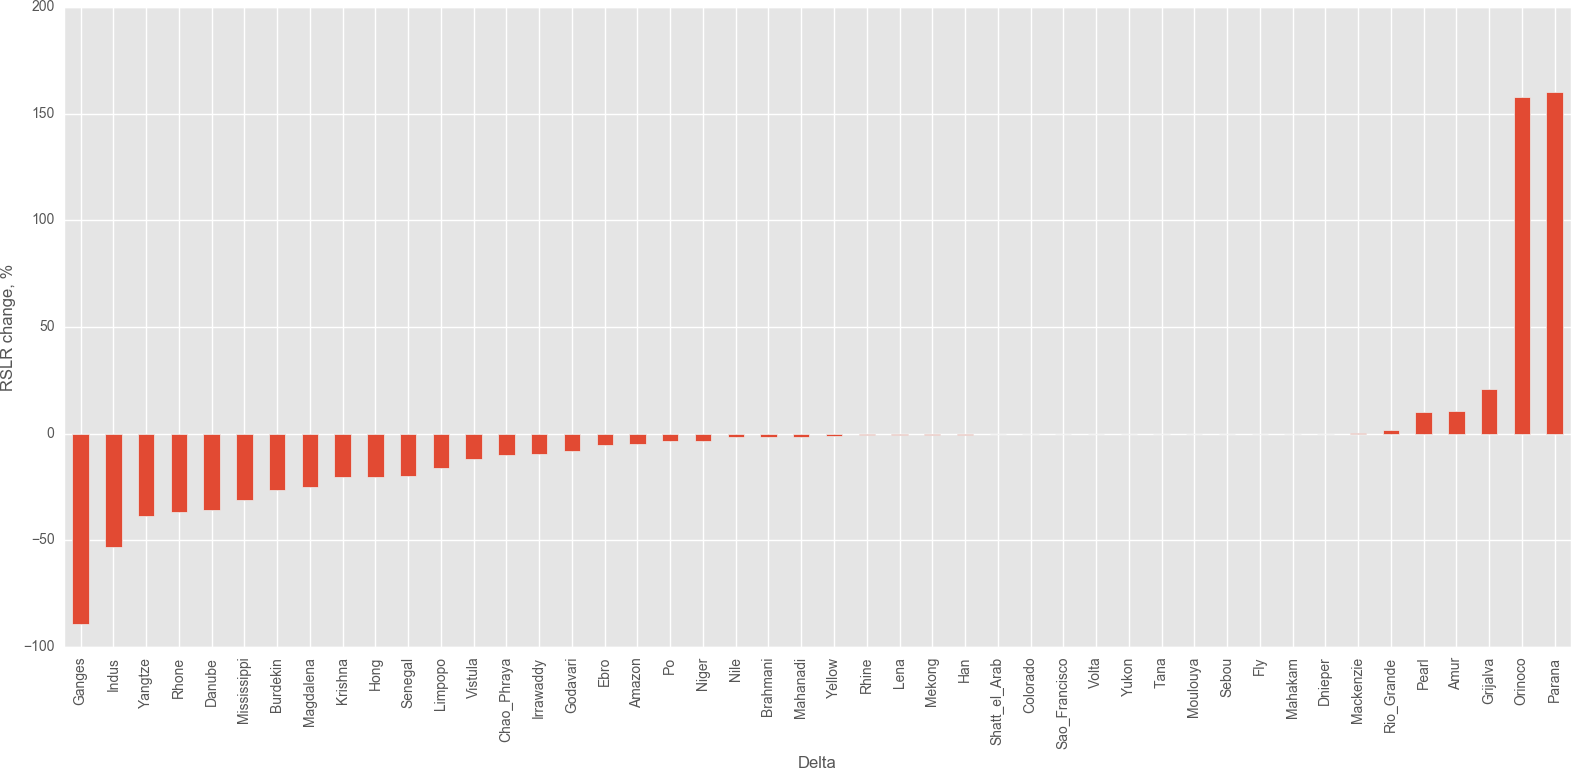 200
150
100
50
0
−50
−100
RSLR change, %
Ganges
Indus
Yangtze
Rhone
Danube
Mississippi
Burdekin
Magdalena
Krishna
Hong
Senegal
Limpopo
Vistula
Chao_Phraya
Irrawaddy
Godavari
Ebro
Amazon
Po
Niger
Nile
Brahmani
Mahanadi
Yellow
Rhine
Lena
Mekong
Han
Shatt_el_Arab
Colorado
Sao_Francisco
Volta
Yukon
Tana
Moulouya
Sebou
Fly
Mahakam
Dnieper
Mackenzie
Rio_Grande
Pearl
Amur
Grijalva
Orinoco
Parana
Delta